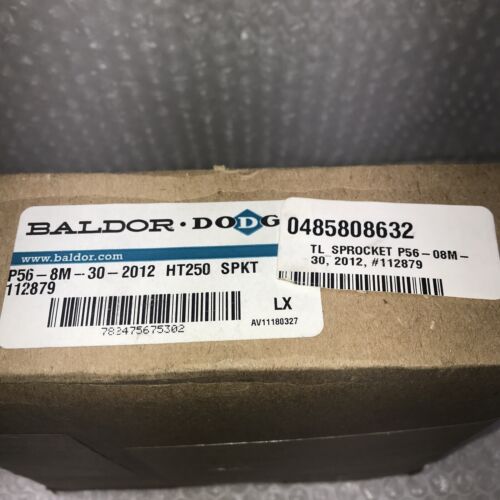 BALDOR · DODG
www.baldor.com
P56-8M-30-2012 HT250 SPKT
112879
782475675302
LX
AV11180327
0485808632
TL SPROCKET P56-08M-
30, 2012, #112879